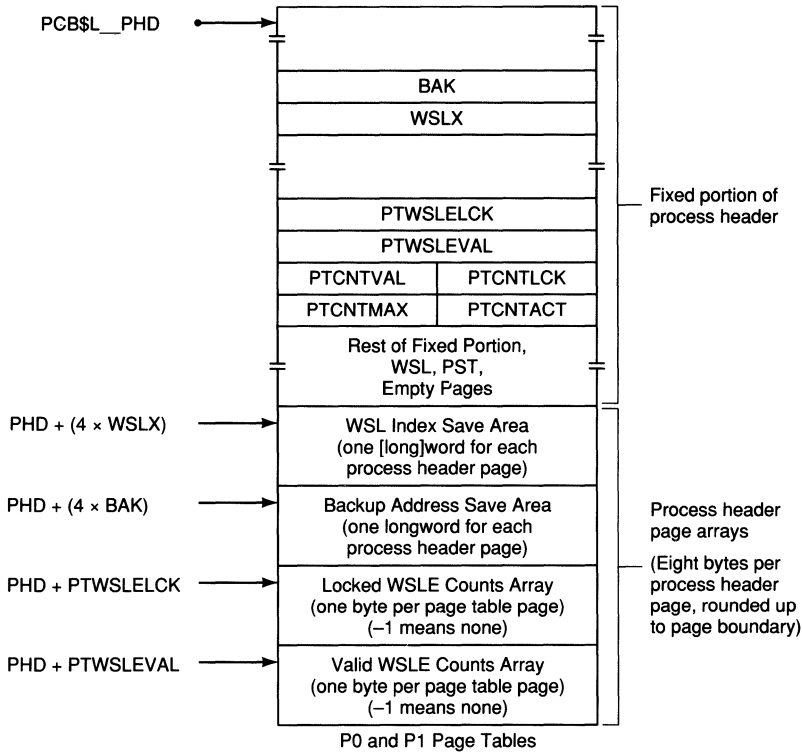 PCB$L__PHD
BAK
WSLX
PTWSLELCK
PTWSLEVAL
PTCNTVAL PTCNTLCK
PTCNTMAX PTCNTACT
Rest of Fixed Portion,
WSL, PST,
Empty Pages
Fixed portion of
process header
PHD + (4 × WSLX)
WSL Index Save Area
(one [long]word for each
process header page)
PHD + (4 × BAK)
Backup Address Save Area
(one longword for each
process header page)
PHD + PTWSLELCK
Locked WSLE Counts Array
(one byte per page table page)
(–1 means none)
PHD + PTWSLEVAL
Valid WSLE Counts Array
(one byte per page table page)
(–1 means none)
Process header
page arrays
(Eight bytes per
process header
page, rounded up
to page boundary)
P0 and P1 Page Tables